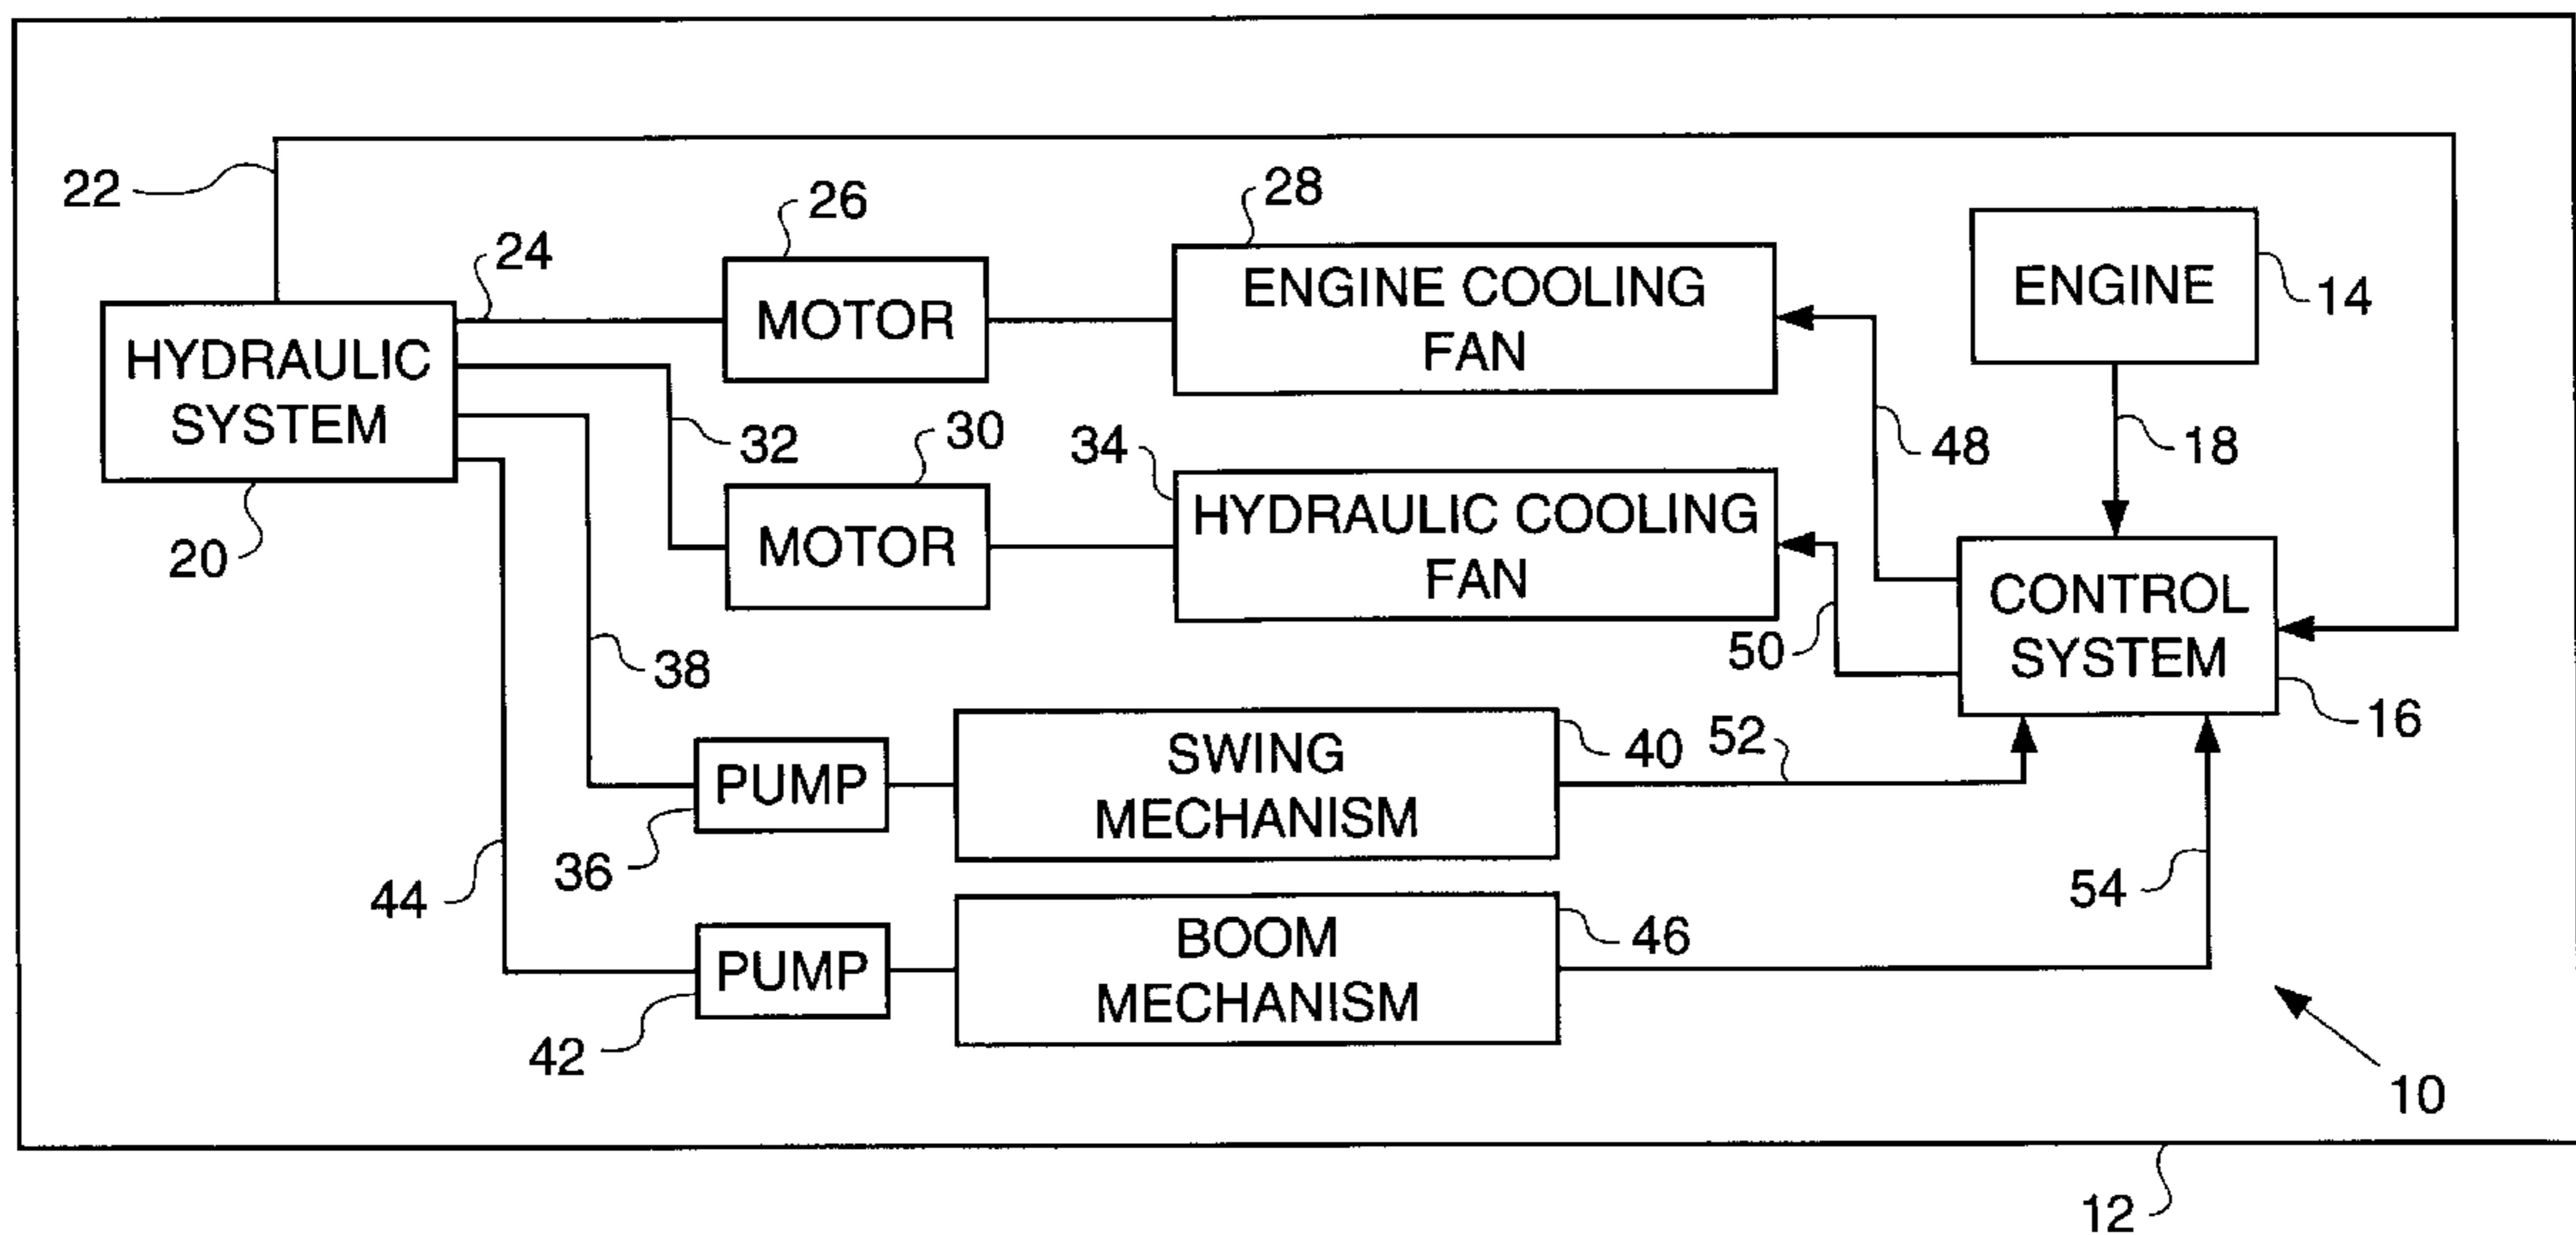 22
26
28
24
ENGINE
14
MOTOR
ENGINE COOLING
FAN
HYDRAULIC
SYSTEM
32
30
34
48
18
20
MOTOR
HYDRAULIC COOLING
FAN
CONTROL
SYSTEM
38
50
16
PUMP
SWING
MECHANISM
40
52
36
44
54
PUMP
BOOM
MECHANISM
46
42
10
12